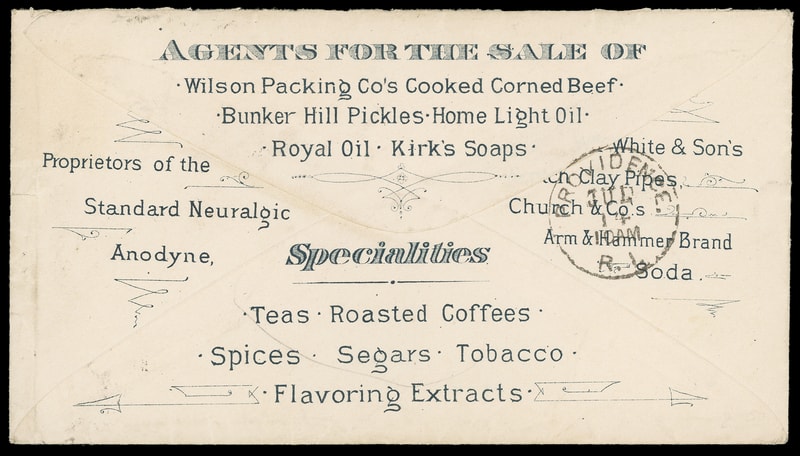 AGENTS FOR THE SALE OF
·Wilson Packing Co's Cooked Corned Beef·
·Bunker Hill Pickles·Home Light Oil·
·Royal Oil · Kirk's Soaps·
White & Son's
Clay Pipes,
Church & Co.'s
Arm & Hammer Brand
Soda.
Proprietors of the
Standard Neuralgic
Anodyne,
PROVIDENCE.
14
10AM
R. I.
Specialities
·Teas · Roasted Coffees ·
·Spices · Segars · Tobacco ·
·Flavoring Extracts·